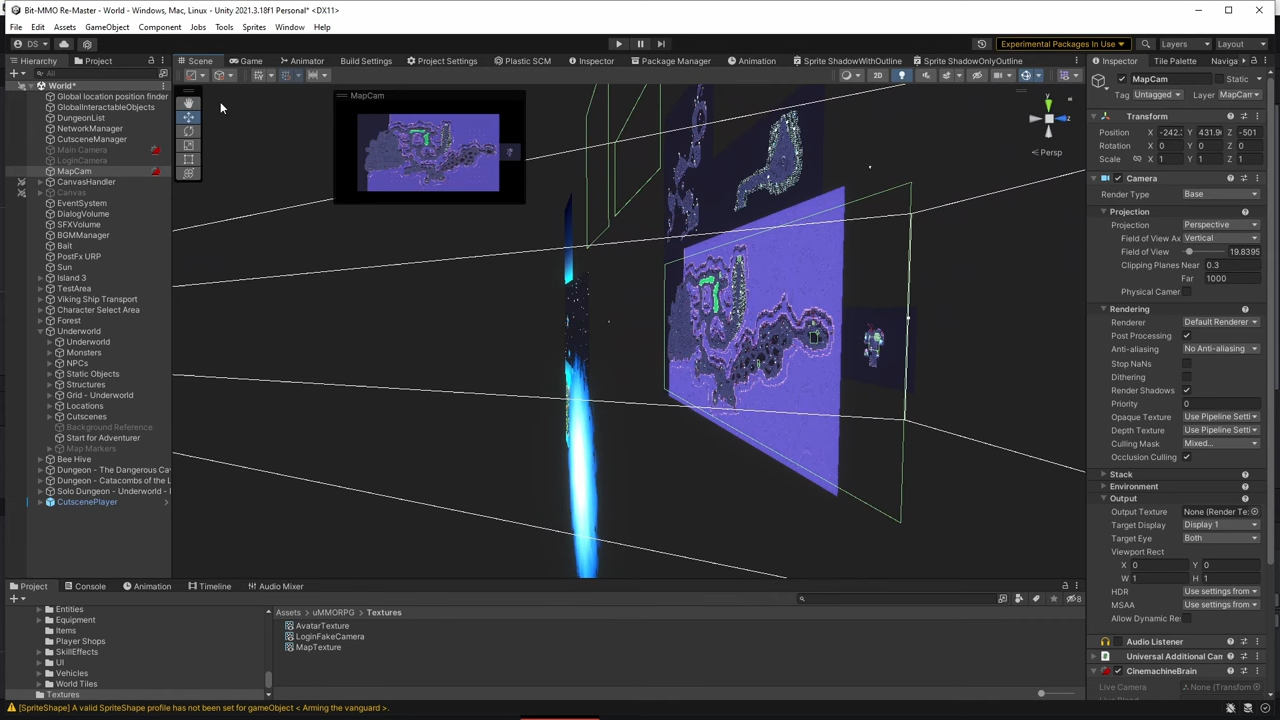 Bit-MMO Re-Master - World - Windows, Mac, Linux - Unity 2021.3.18f1 Personal* <DX11>
File Edit Assets GameObject Component Jobs Tools Sprites Window Help
DS Experimental Packages In Use Layers Layout
Hierarchy Project
All
World*
Global location position finder
GlobalInteractableObjects
DungeonList
NetworkManager
CutsceneManager
Main Camera
LoginCamera
MapCam
CanvasHandler
Canvas
EventSystem
DialogVolume
SFXVolume
BGMManager
Bait
PostFx URP
Sun
Island 3
TestArea
Viking Ship Transport
Character Select Area
Forest
Underworld
Underworld
Monsters
NPCs
Static Objects
Structures
Grid - Underworld
Locations
Cutscenes
Background Reference
Start for Adventurer
Map Markers
Bee Hive
Dungeon - The Dangerous Ca
Dungeon - Catacombs of the L
Solo Dungeon - Underworld -
CutscenePlayer
Scene Game Animator Build Settings Project Settings Plastic SCM Inspector Package Manager Animation Sprite ShadowWithOutline Sprite ShadowOnlyOutline
2D
MapCam
y
z
Persp
Inspector Tile Palette Naviga
MapCam Static
Tag Untagged Layer MapCam
Transform
Position X -242. Y 431.9 Z -501
Rotation X 0 Y 0 Z 0
Scale X 1 Y 1 Z 1
Camera
Render Type Base
Projection
Projection Perspective
Field of View Ax Vertical
Field of View 19.8395
Clipping Planes Near 0.3
Far 1000
Physical Camer
Rendering
Renderer Default Renderer
Post Processing
Anti-aliasing No Anti-aliasing
Stop NaNs
Dithering
Render Shadows
Priority 0
Opaque Texture Use Pipeline Setti
Depth Texture Use Pipeline Setti
Culling Mask Mixed...
Occlusion Culling
Stack
Environment
Output
Output Texture None (Render Te
Target Display Display 1
Target Eye Both
Viewport Rect
X 0 Y 0
W 1 H 1
HDR Use settings from
MSAA Use settings from
Allow Dynamic Re
Audio Listener
Universal Additional Cam
CinemachineBrain
Live Camera None (Transform
Project Console Animation Timeline Audio Mixer
8
Entities
Equipment
Items
Player Shops
SkillEffects
UI
Vehicles
World Tiles
Textures
Assets > uMMORPG > Textures
AvatarTexture
LoginFakeCamera
MapTexture
[SpriteShape] A valid SpriteShape profile has not been set for gameObject < Arming the vanguard >.